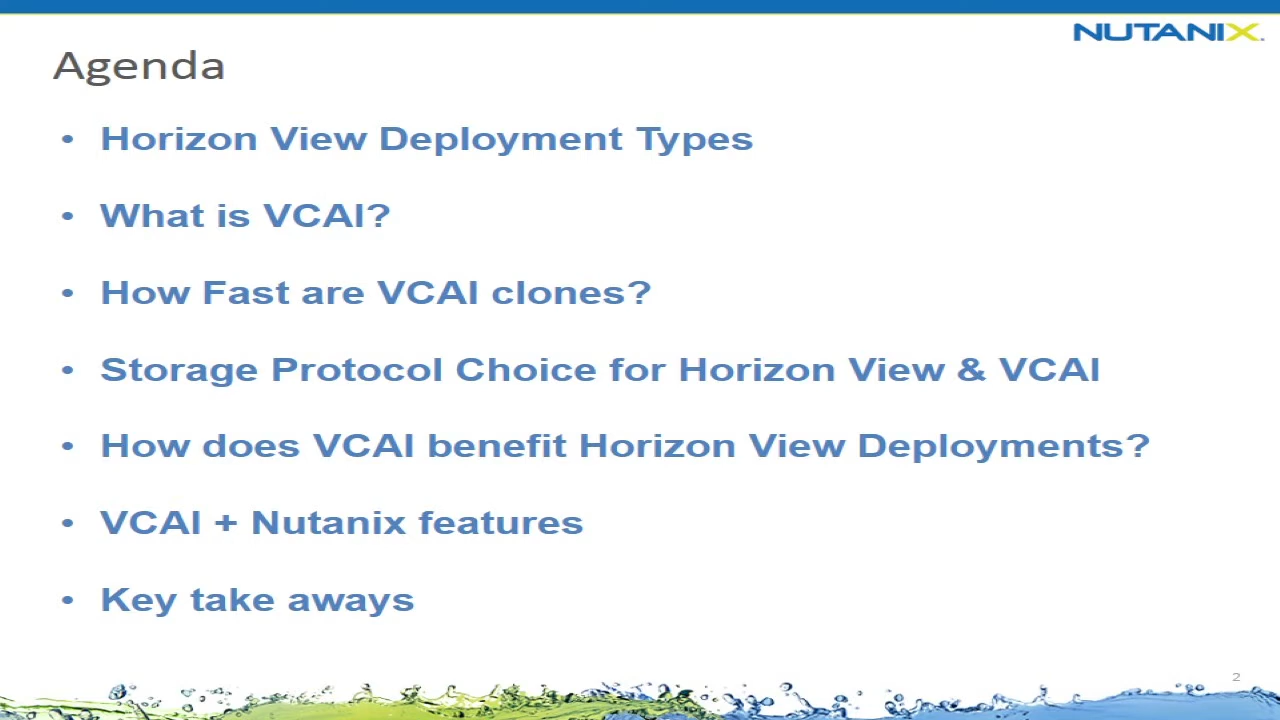 NUTANIX
Agenda
• Horizon View Deployment Types
• What is VCAI?
• How Fast are VCAI clones?
• Storage Protocol Choice for Horizon View & VCAI
• How does VCAI benefit Horizon View Deployments?
• VCAI + Nutanix features
• Key take aways
2